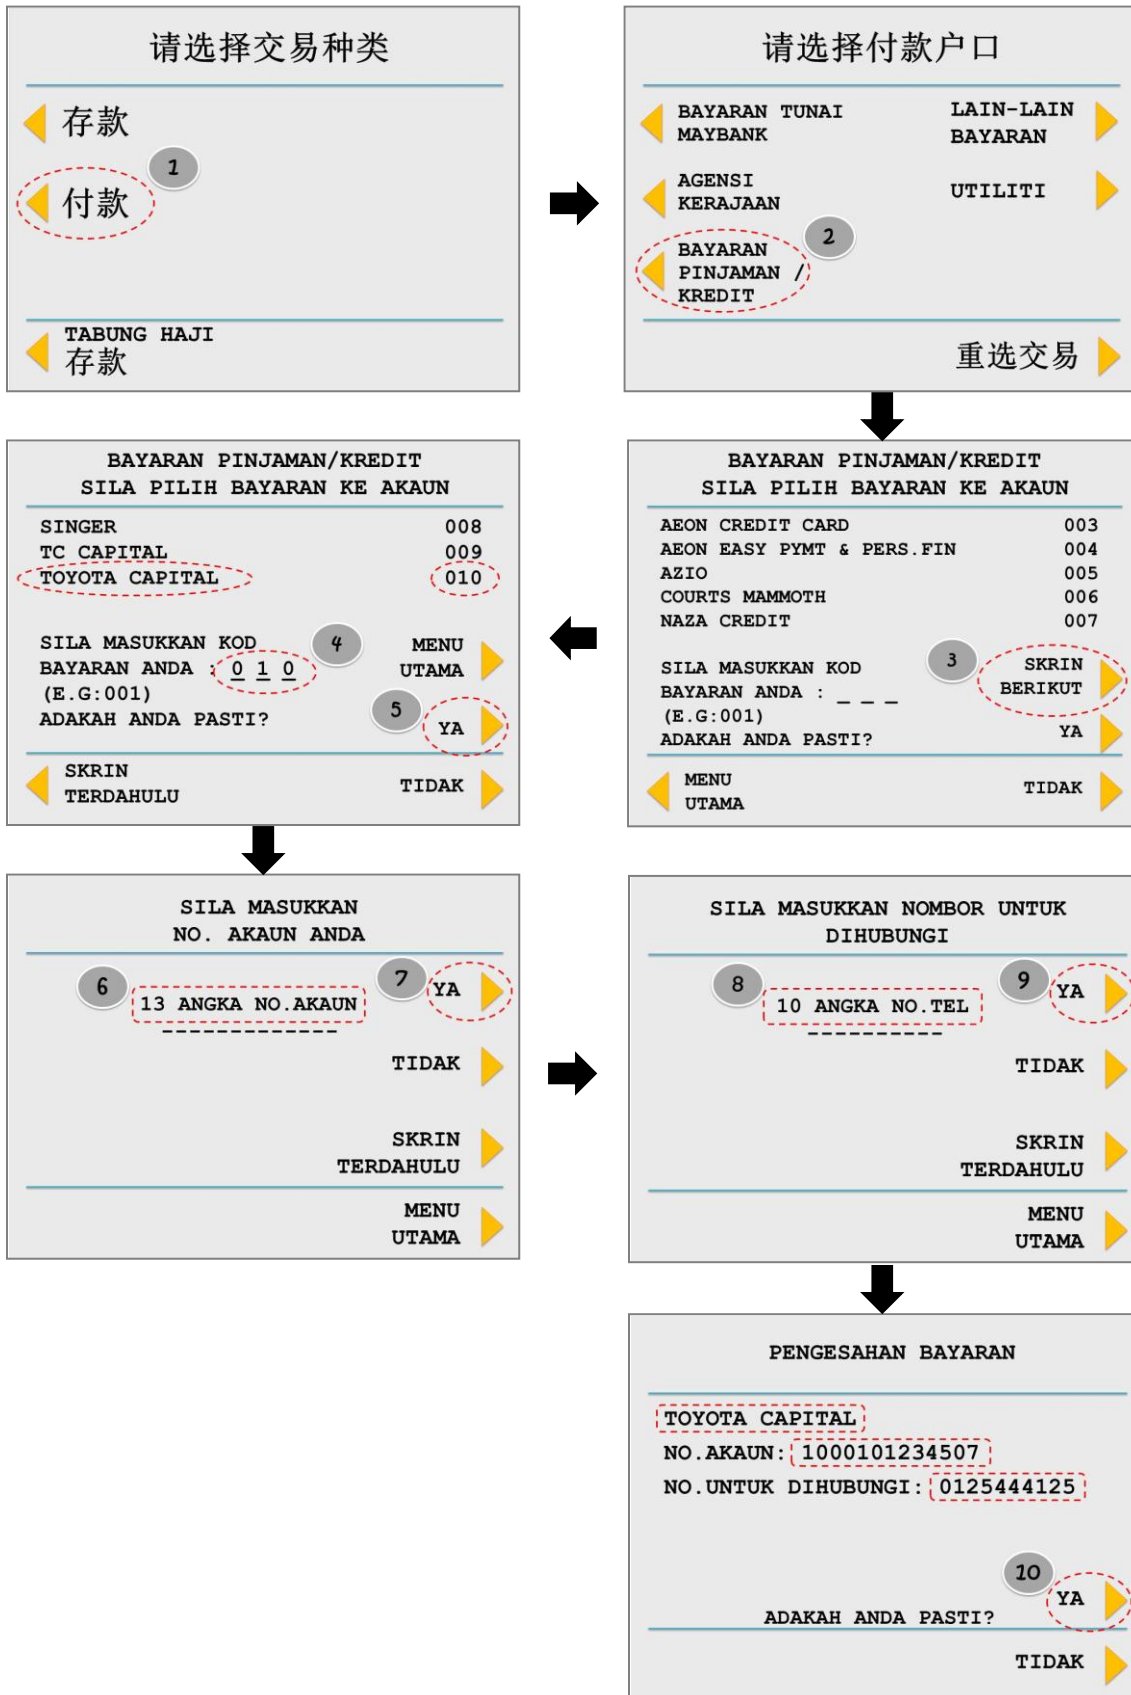 请选择交易种类
存款
1
付款
TABUNG HAJI
存款
请选择付款户口
BAYARAN TUNAI
MAYBANK
LAIN-LAIN
BAYARAN
AGENSI
KERAJAAN
UTILITI
2
BAYARAN
PINJAMAN /
KREDIT
重选交易
BAYARAN PINJAMAN/KREDIT
SILA PILIH BAYARAN KE AKAUN
AEON CREDIT CARD 003
AEON EASY PYMT & PERS.FIN 004
AZIO 005
COURTS MAMMOTH 006
NAZA CREDIT 007
3
SKRIN
BERIKUT
SILA MASUKKAN KOD
BAYARAN ANDA : _ _ _
(E.G:001)
ADAKAH ANDA PASTI?
YA
MENU
UTAMA
TIDAK
BAYARAN PINJAMAN/KREDIT
SILA PILIH BAYARAN KE AKAUN
SINGER 008
TC CAPITAL 009
TOYOTA CAPITAL 010
SILA MASUKKAN KOD
BAYARAN ANDA : 0 1 0
(E.G:001)
ADAKAH ANDA PASTI?
4
MENU
UTAMA
5
YA
SKRIN
TERDAHULU
TIDAK
SILA MASUKKAN
NO. AKAUN ANDA
6
13 ANGKA NO.AKAUN
_____________
7
YA
TIDAK
SKRIN
TERDAHULU
MENU
UTAMA
SILA MASUKKAN NOMBOR UNTUK
DIHUBUNGI
8
10 ANGKA NO.TEL
__________
9
YA
TIDAK
SKRIN
TERDAHULU
MENU
UTAMA
PENGESAHAN BAYARAN
TOYOTA CAPITAL
NO.AKAUN: 1000101234507
NO.UNTUK DIHUBUNGI: 0125444125
10
YA
ADAKAH ANDA PASTI?
TIDAK